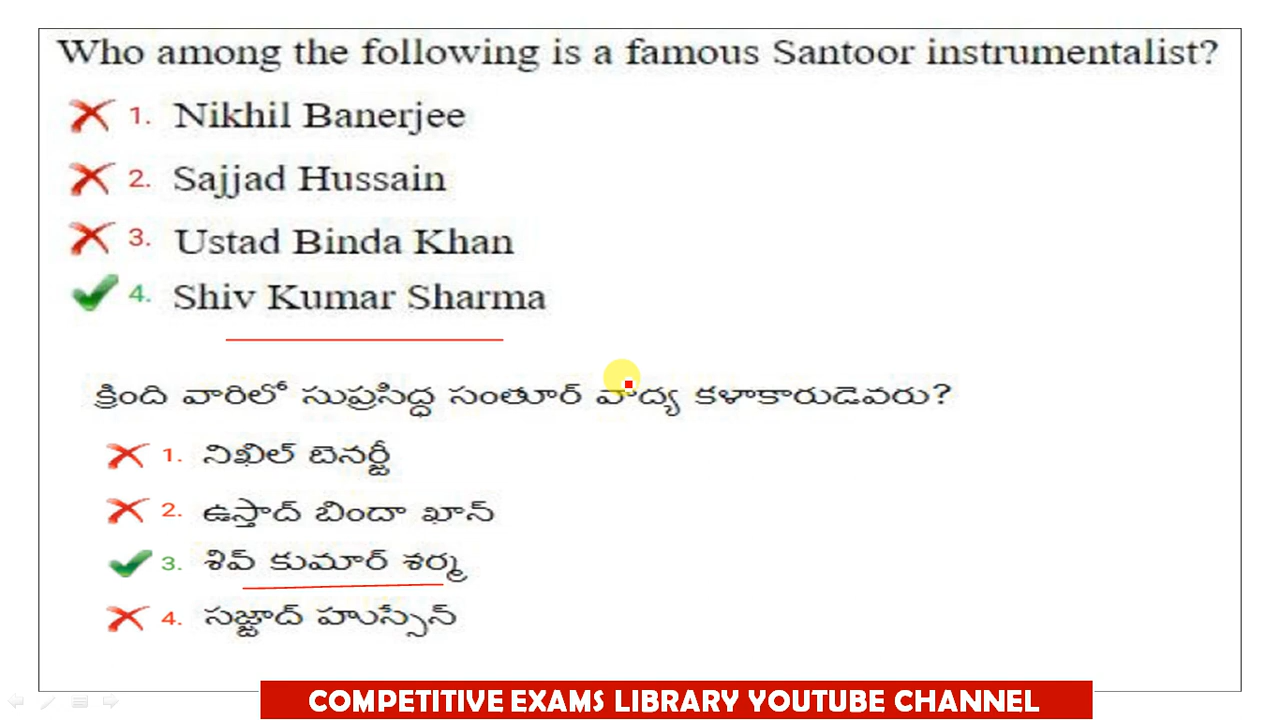 Who among the following is a famous Santoor instrumentalist?
1. Nikhil Banerjee
2. Sajjad Hussain
3. Ustad Binda Khan
4. Shiv Kumar Sharma
క్రింది వారిలో సుప్రసిద్ధ సంతూర్ వాద్య కళాకారుడెవరు?
1. నిఖిల్ బెనర్జీ
2. ఉస్తాద్ బిందా ఖాన్
3. శివ్ కుమార్ శర్మ
4. సజ్జాద్ హుస్సేన్
COMPETITIVE EXAMS LIBRARY YOUTUBE CHANNEL